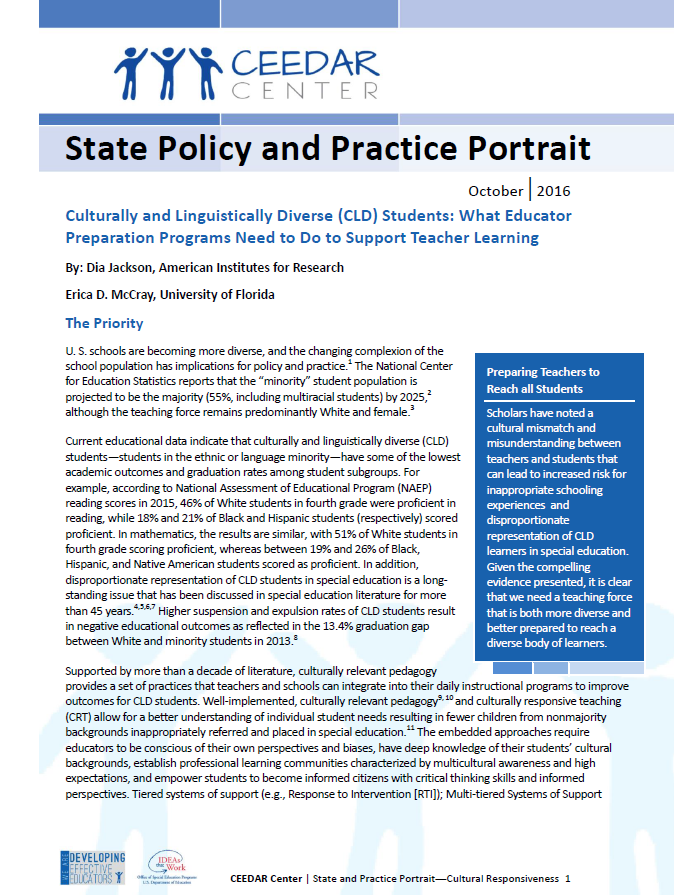 CEEDAR
CENTER
State Policy and Practice Portrait
October | 2016
Culturally and Linguistically Diverse (CLD) Students: What Educator
Preparation Programs Need to Do to Support Teacher Learning
By: Dia Jackson, American Institutes for Research
Erica D. McCray, University of Florida
The Priority
U. S. schools are becoming more diverse, and the changing complexion of the
school population has implications for policy and practice.1 The National Center
for Education Statistics reports that the “minority” student population is
projected to be the majority (55%, including multiracial students) by 2025,2
although the teaching force remains predominantly White and female.3
Current educational data indicate that culturally and linguistically diverse (CLD)
students—students in the ethnic or language minority—have some of the lowest
academic outcomes and graduation rates among student subgroups. For
example, according to National Assessment of Educational Program (NAEP)
reading scores in 2015, 46% of White students in fourth grade were proficient in
reading, while 18% and 21% of Black and Hispanic students (respectively) scored
proficient. In mathematics, the results are similar, with 51% of White students in
fourth grade scoring proficient, whereas between 19% and 26% of Black,
Hispanic, and Native American students scored as proficient. In addition,
disproportionate representation of CLD students in special education is a long-
standing issue that has been discussed in special education literature for more
than 45 years.4,5,6,7 Higher suspension and expulsion rates of CLD students result
in negative educational outcomes as reflected in the 13.4% graduation gap
between White and minority students in 2013.8
Preparing Teachers to
Reach all Students
Scholars have noted a
cultural mismatch and
misunderstanding between
teachers and students that
can lead to increased risk for
inappropriate schooling
experiences and
disproportionate
representation of CLD
learners in special education.
Given the compelling
evidence presented, it is clear
that we need a teaching force
that is both more diverse and
better prepared to reach a
diverse body of learners.
Supported by more than a decade of literature, culturally relevant pedagogy
provides a set of practices that teachers and schools can integrate into their daily instructional programs to improve
outcomes for CLD students. Well-implemented, culturally relevant pedagogy9, 10 and culturally responsive teaching
(CRT) allow for a better understanding of individual student needs resulting in fewer children from nonmajority
backgrounds inappropriately referred and placed in special education.11 The embedded approaches require
educators to be conscious of their own perspectives and biases, have deep knowledge of their students’ cultural
backgrounds, establish professional learning communities characterized by multicultural awareness and high
expectations, and empower students to become informed citizens with critical thinking skills and informed
perspectives. Tiered systems of support (e.g., Response to Intervention [RTI]); Multi-tiered Systems of Support
WE ARE
DEVELOPING
EFFECTIVE
EDUCATORS
IDEAs
that
Work
Office of Special Education Programs
U.S. Department of Education
CEEDAR Center | State and Practice Portrait—Cultural Responsiveness 1